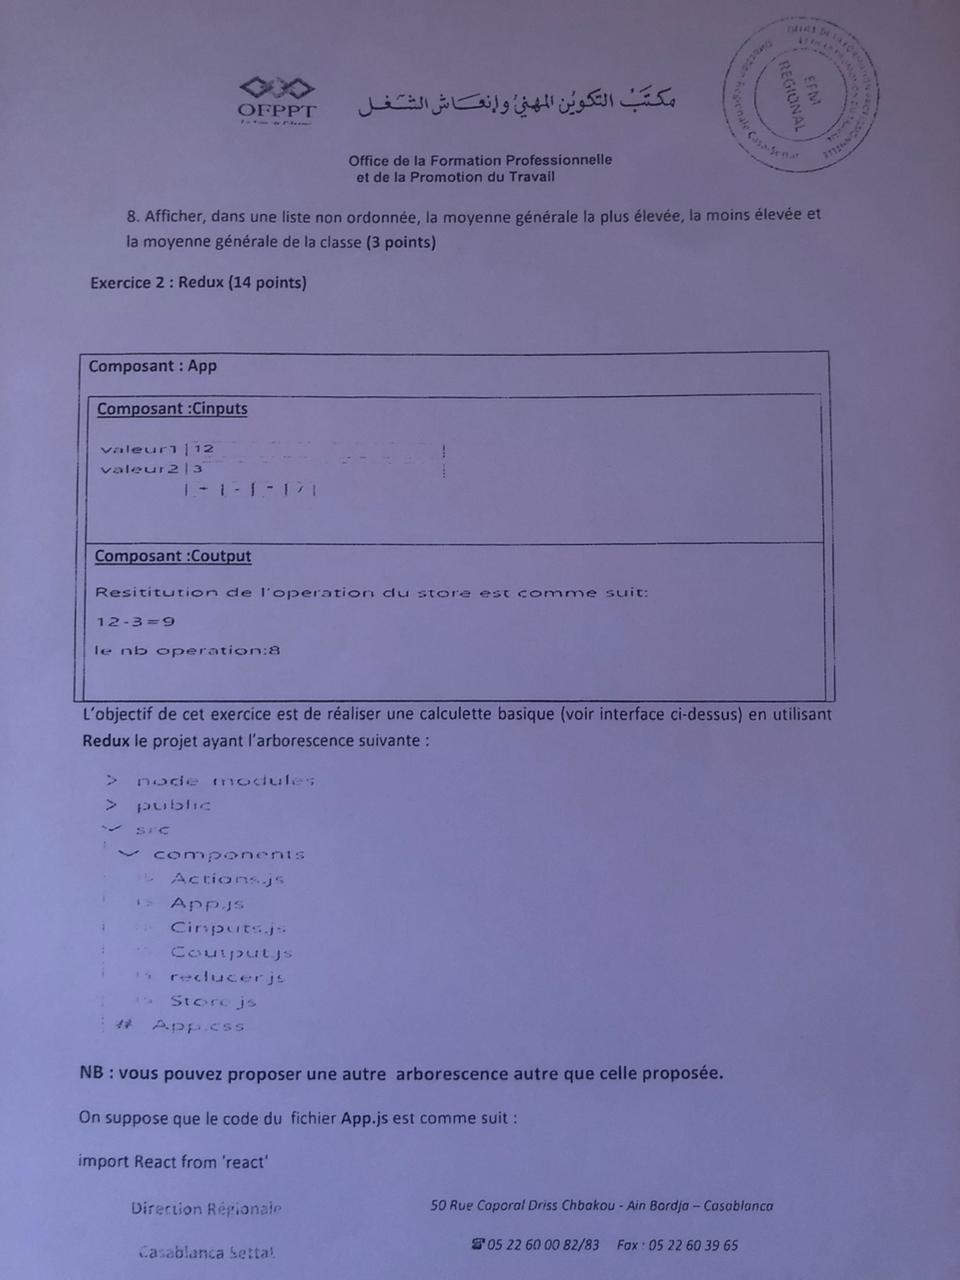 OFPPT
مكتب التكوين المهني وإنعاش الشغل
EFM
REGIONAL
Office de la Formation Professionnelle
et de la Promotion du Travail
8. Afficher, dans une liste non ordonnée, la moyenne générale la plus élevée, la moins élevée et
la moyenne générale de la classe (3 points)
Exercice 2 : Redux (14 points)
Composant : App
Composant :Cinputs
valeur1 12
valeur2 3
Composant :Coutput
Resititution de l'operation du store est comme suit:
12-3=9
le nb operation:8
L'objectif de cet exercice est de réaliser une calculette basique (voir interface ci-dessus) en utilisant
Redux le projet ayant l'arborescence suivante :
> node modules
> public
src
components
Actions.js
App.js
Cinputs.js
Coutput.js
reducer.js
Store.js
# App.css
NB : vous pouvez proposer une autre arborescence autre que celle proposée.
On suppose que le code du fichier App.js est comme suit :
import React from 'react'
Direction Régionale
Casablanca Settat
50 Rue Caporal Driss Chbakou - Ain Bordja – Casablanca
☎ 05 22 60 00 82/83 Fax : 05 22 60 39 65